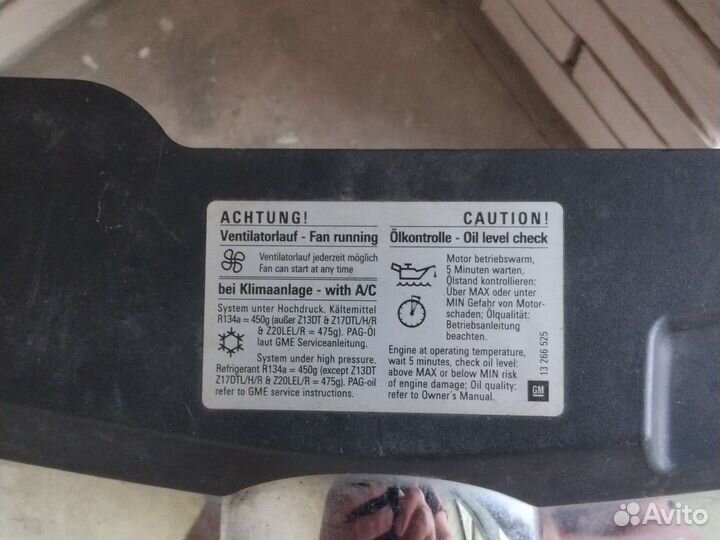 ACHTUNG!
Ventilatorlauf - Fan running
Ventilatorlauf jederzeit möglich
Fan can start at any time
bei Klimaanlage - with A/C
System unter Hochdruck. Kältemittel
R134a = 450g (außer Z13DT & Z17DTL/H/R
& Z20LEL/R = 475g). PAG-Öl
laut GME Serviceanleitung.
System under high pressure.
Refrigerant R134a = 450g (except Z13DT
Z17DTL/H/R & Z20LEL/R = 475g). PAG-oil
refer to GME service instructions.
CAUTION!
Ölkontrolle - Oil level check
Motor betriebswarm,
5 Minuten warten,
Ölstand kontrollieren:
Über MAX oder unter
MIN Gefahr von Motor-
schaden; Ölqualität:
Betriebsanleitung
beachten.
Engine at operating temperature,
wait 5 minutes, check oil level:
above MAX or below MIN risk
of engine damage; Oil quality:
refer to Owner´s Manual.
13 266 525
GM
Avito